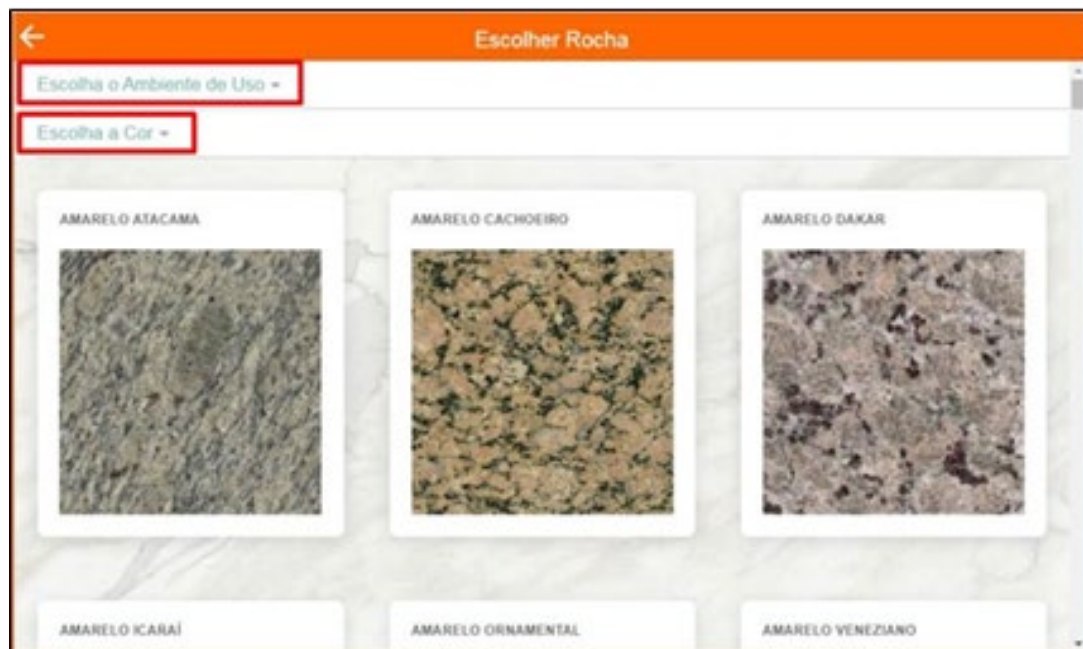 Escolher Rocha
Escolha o Ambiente de Uso
Escolha a Cor
AMARELO ATACAMA
AMARELO CACHOEIRO
AMARELO DAKAR
AMARELO ICARAÍ
AMARELO ORNAMENTAL
AMARELO VENEZIANO